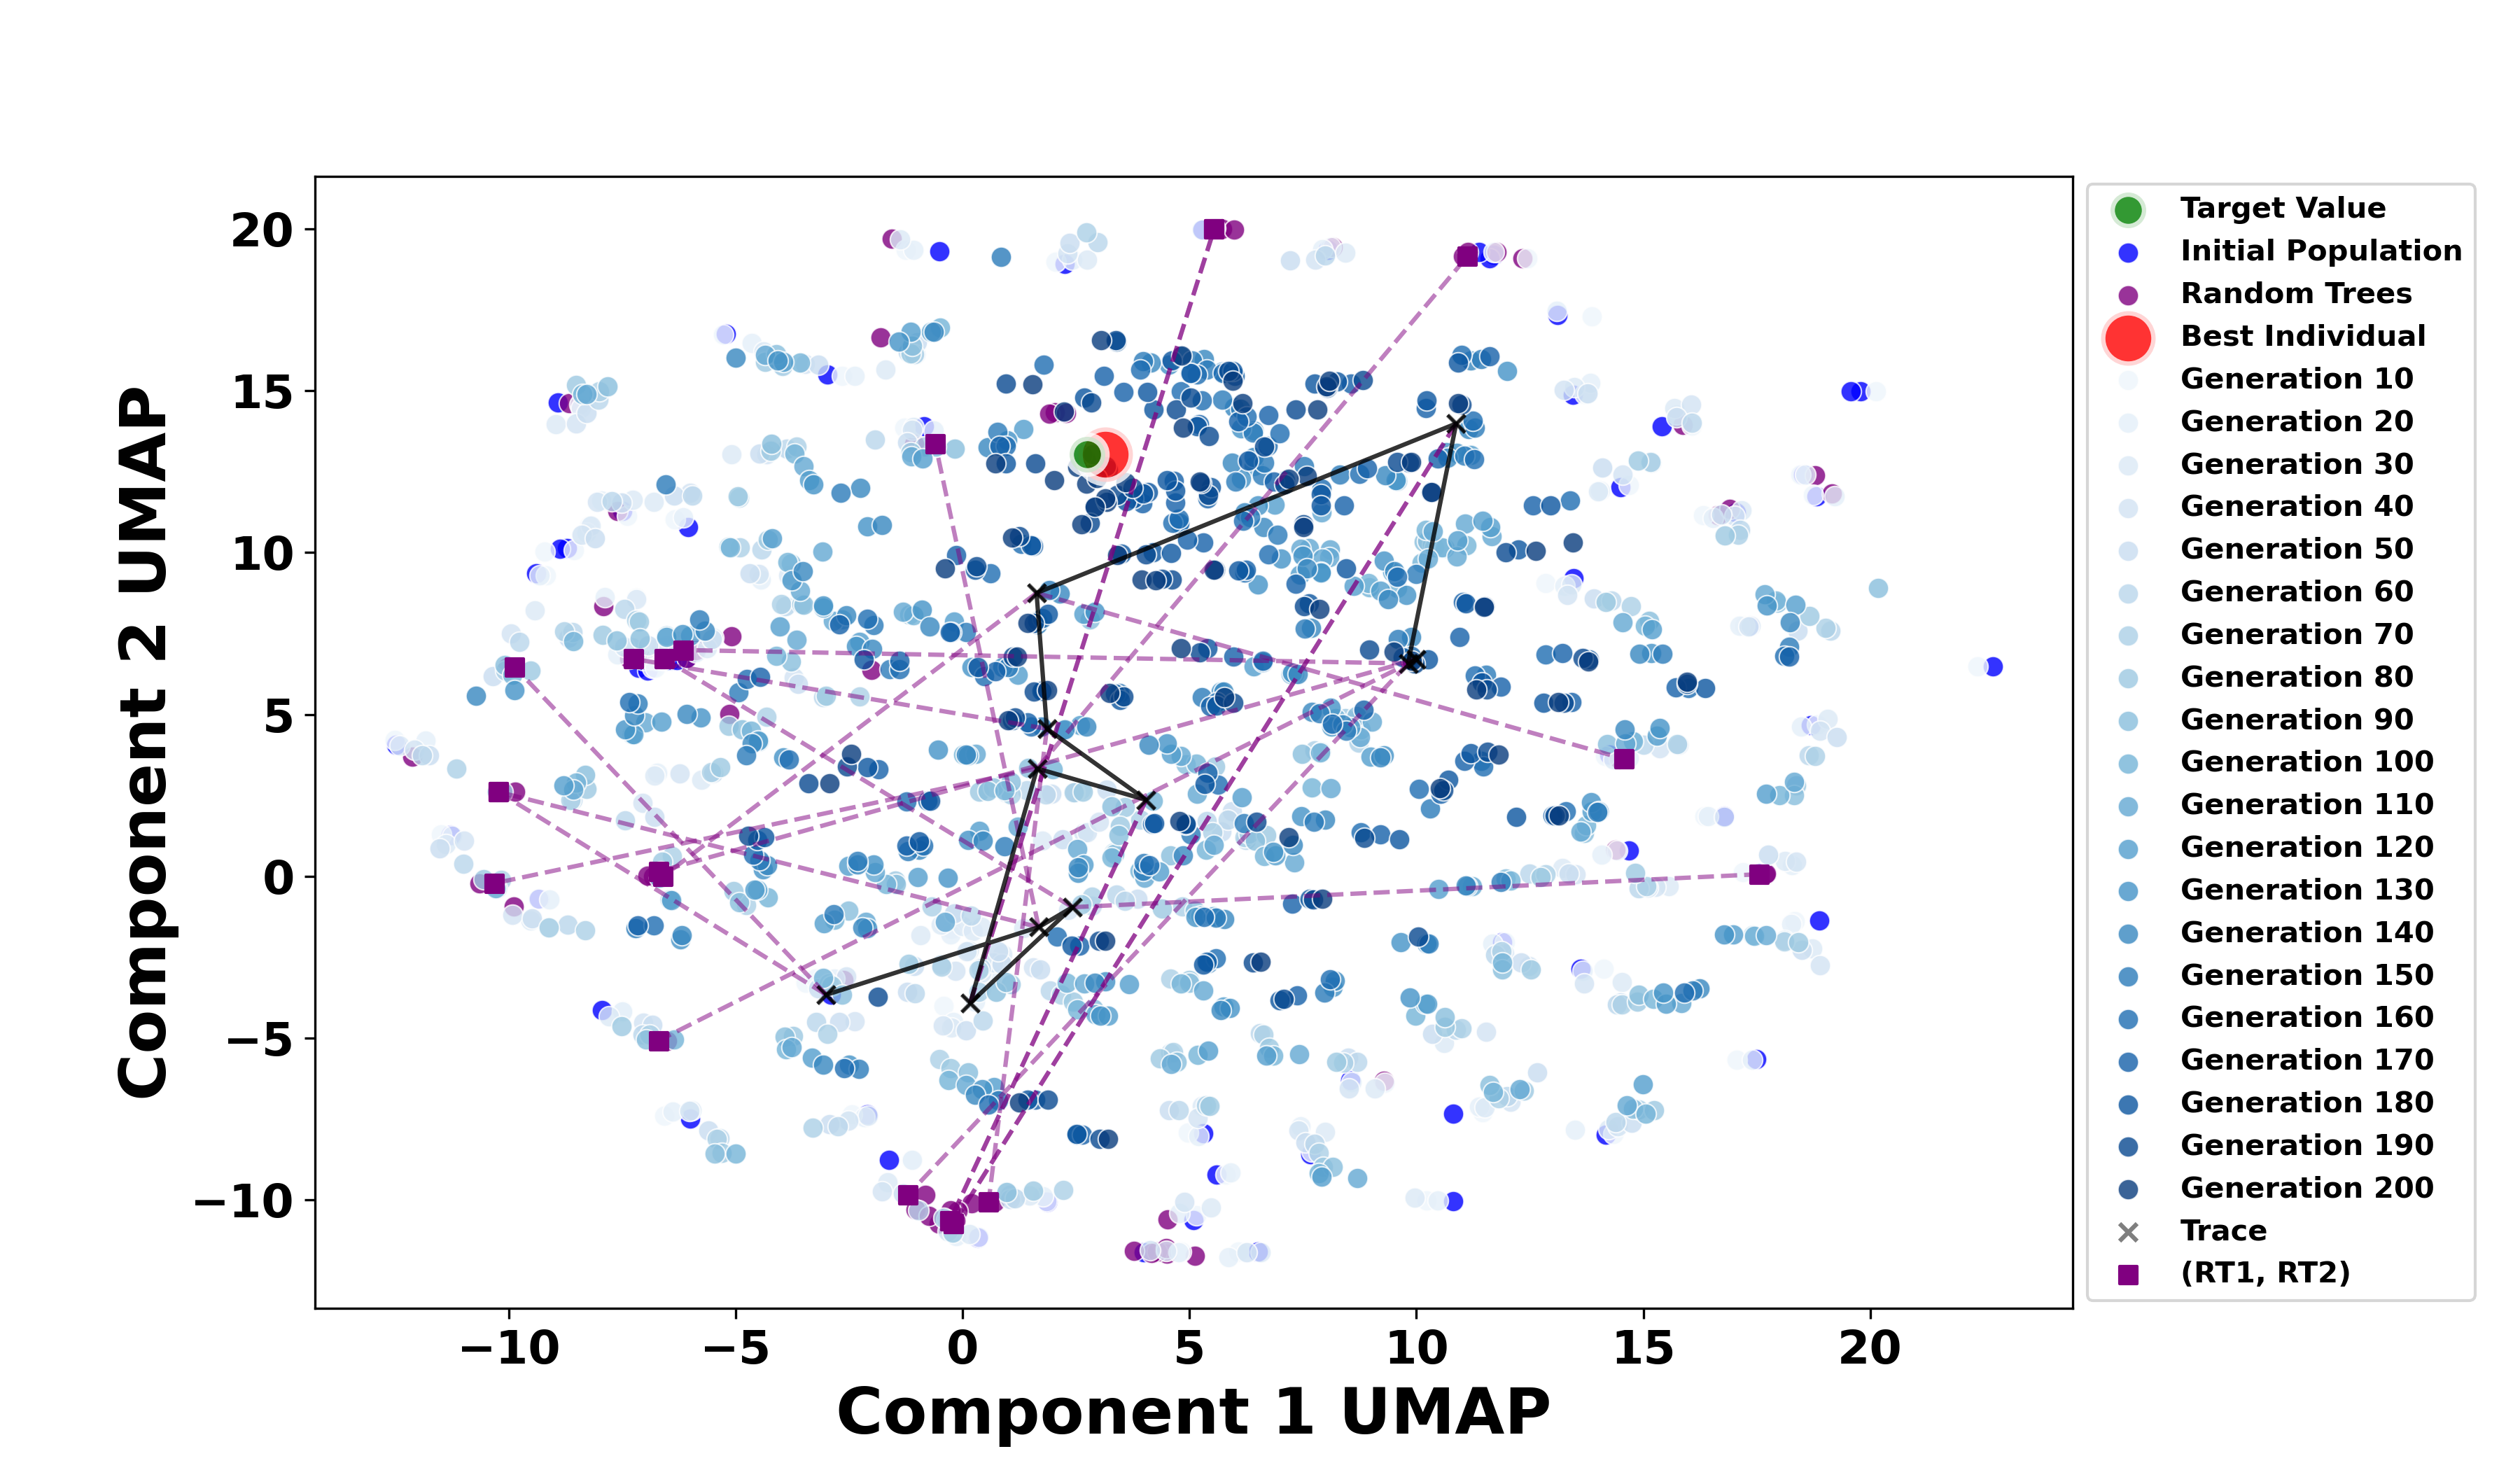 20
15
10
5
0
−5
−10
−10
−5
0
5
10
15
20
Component 2 UMAP
Component 1 UMAP
Target Value
Initial Population
Random Trees
Best Individual
Generation 10
Generation 20
Generation 30
Generation 40
Generation 50
Generation 60
Generation 70
Generation 80
Generation 90
Generation 100
Generation 110
Generation 120
Generation 130
Generation 140
Generation 150
Generation 160
Generation 170
Generation 180
Generation 190
Generation 200
Trace
(RT1, RT2)